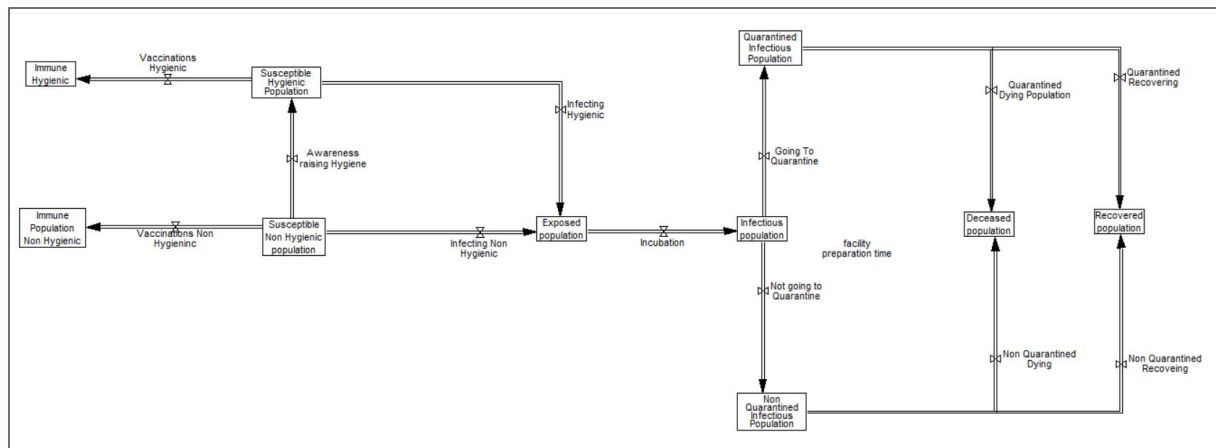 Quarantined
Infectious
Population
Vaccinations
Hygienic
Immune
Hygienic
Susceptible
Hygienic
Population
Quarantined
Dying Population
Quarantined
Recovering
Infecting
Hygienic
Awareness
raising Hygiene
Going To
Quarantine
Immune
Population
Non Hygienic
Vaccinations Non
Hygieninc
Susceptible
Non Hygienic
population
Infecting Non
Hygienic
Exposed
population
Incubation
Infectious
population
facility
preparation time
Deceased
population
Recovered
population
Not going to
Quarantine
Non Quarantined
Dying
Non Quarantined
Recoveing
Non
Quarantined
Infectious
Population